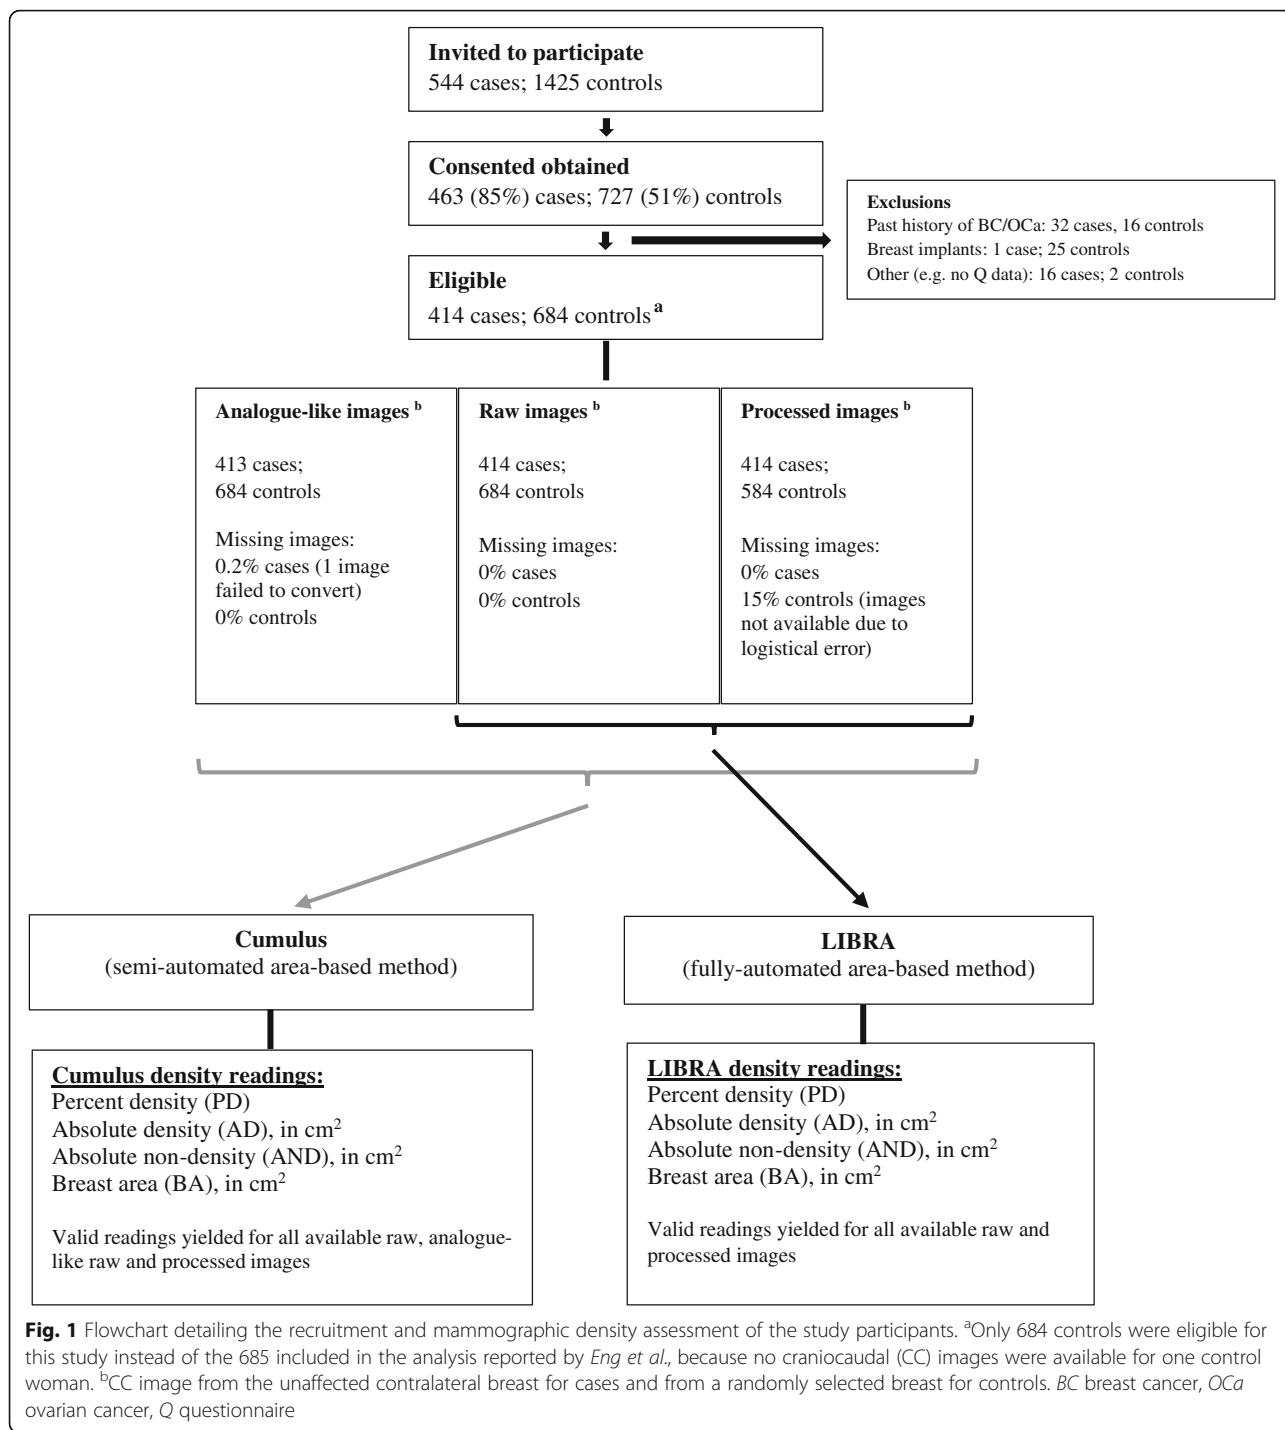 Invited to participate
544 cases; 1425 controls
Consented obtained
463 (85%) cases; 727 (51%) controls
Exclusions
Past history of BC/OCa: 32 cases, 16 controls
Breast implants: 1 case; 25 controls
Other (e.g. no Q data): 16 cases; 2 controls
Eligible
414 cases; 684 controls a
Analogue-like images b
413 cases;
684 controls
Missing images:
0.2% cases (1 image
failed to convert)
0% controls
Raw images b
414 cases;
684 controls
Missing images:
0% cases
0% controls
Processed images b
414 cases;
584 controls
Missing images:
0% cases
15% controls (images
not available due to
logistical error)
Cumulus
(semi-automated area-based method)
LIBRA
(fully-automated area-based method)
Cumulus density readings:
Percent density (PD)
Absolute density (AD), in cm²
Absolute non-density (AND), in cm²
Breast area (BA), in cm²
Valid readings yielded for all available raw, analogue-
like raw and processed images
LIBRA density readings:
Percent density (PD)
Absolute density (AD), in cm²
Absolute non-density (AND), in cm²
Breast area (BA), in cm²
Valid readings yielded for all available raw and
processed images
Fig. 1 Flowchart detailing the recruitment and mammographic density assessment of the study participants. aOnly 684 controls were eligible for
this study instead of the 685 included in the analysis reported by Eng et al., because no craniocaudal (CC) images were available for one control
woman. bCC image from the unaffected contralateral breast for cases and from a randomly selected breast for controls. BC breast cancer, OCa
ovarian cancer, Q questionnaire